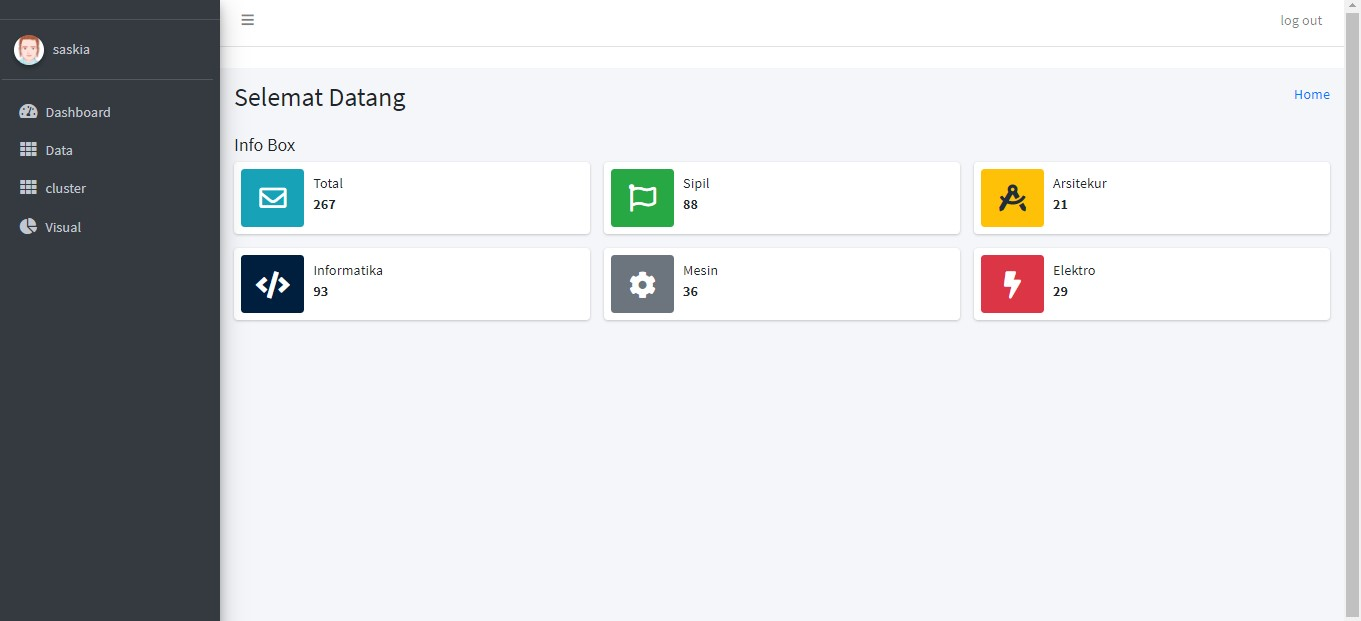 log out
saskia
Dashboard
Data
cluster
Visual
Selemat Datang
Home
Info Box
Total
267
Sipil
88
Arsitekur
21
Informatika
93
Mesin
36
Elektro
29